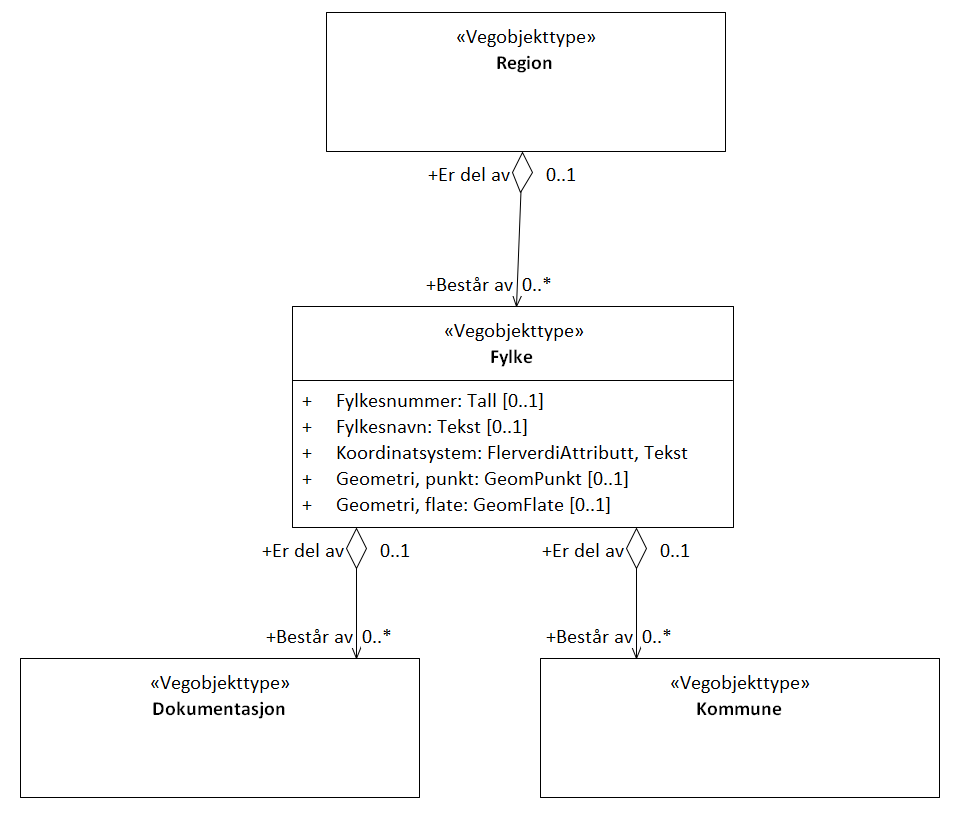 «Vegobjekttype»
Region
+Er del av 0..1
+Består av 0..*
«Vegobjekttype»
Fylke
+ Fylkesnummer: Tall [0..1]
+ Fylkesnavn: Tekst [0..1]
+ Koordinatsystem: FlerverdiAttributt, Tekst
+ Geometri, punkt: GeomPunkt [0..1]
+ Geometri, flate: GeomFlate [0..1]
+Er del av 0..1
+Er del av 0..1
+Består av 0..*
+Består av 0..*
«Vegobjekttype»
Dokumentasjon
«Vegobjekttype»
Kommune